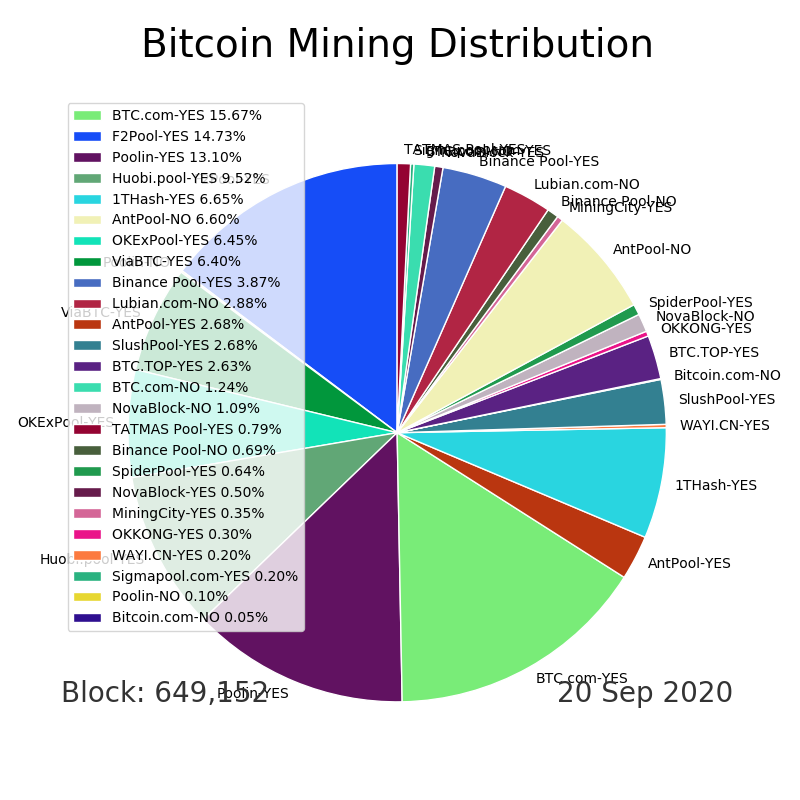 Bitcoin Mining Distribution
BTC.com-YES 15.67%
F2Pool-YES 14.73%
Poolin-YES 13.10%
Huobi.pool-YES 9.52%
1THash-YES 6.65%
AntPool-NO 6.60%
OKExPool-YES 6.45%
ViaBTC-YES 6.40%
Binance Pool-YES 3.87%
Lubian.com-NO 2.88%
AntPool-YES 2.68%
SlushPool-YES 2.68%
BTC.TOP-YES 2.63%
BTC.com-NO 1.24%
NovaBlock-NO 1.09%
TATMAS Pool-YES 0.79%
Binance Pool-NO 0.69%
SpiderPool-YES 0.64%
NovaBlock-YES 0.50%
MiningCity-YES 0.35%
OKKONG-YES 0.30%
WAYI.CN-YES 0.20%
Sigmapool.com-YES 0.20%
Poolin-NO 0.10%
Bitcoin.com-NO 0.05%
TATMAS Pool-YES
Binance Pool-YES
Lubian.com-NO
Binance Pool-NO
MiningCity-YES
AntPool-NO
SpiderPool-YES
NovaBlock-NO
OKKONG-YES
BTC.TOP-YES
Bitcoin.com-NO
SlushPool-YES
WAYI.CN-YES
1THash-YES
AntPool-YES
BTC.com-YES
Poolin-YES
Huobi.pool-YES
OKExPool-YES
ViaBTC-YES
Block: 649,152
20 Sep 2020